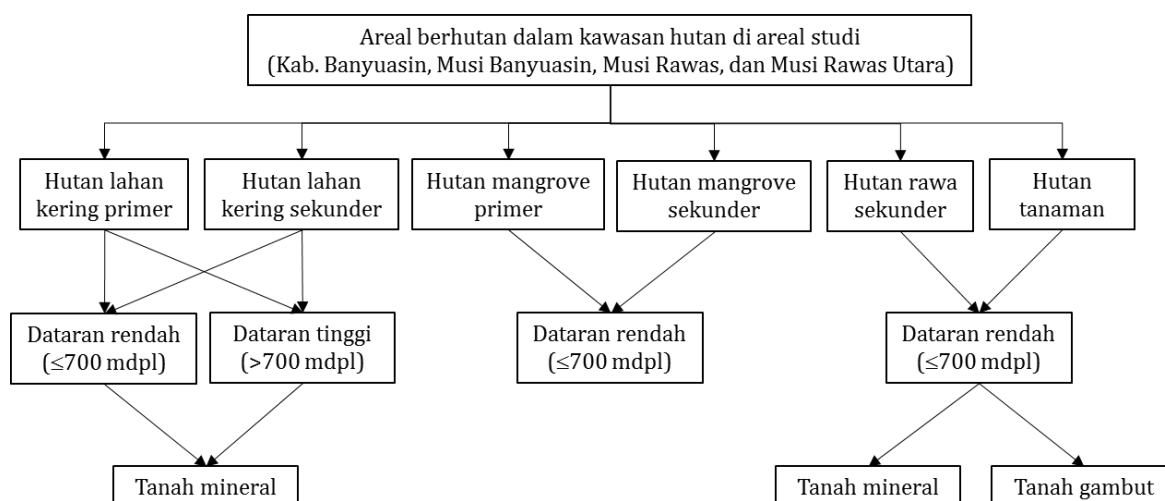 Areal berhutan dalam kawasan hutan di areal studi
(Kab. Banyuasin, Musi Banyuasin, Musi Rawas, dan Musi Rawas Utara)
Hutan lahan
kering primer
Hutan lahan
kering sekunder
Hutan mangrove
primer
Hutan mangrove
sekunder
Hutan rawa
sekunder
Hutan
tanaman
Dataran rendah
(≤700 mdpl)
Dataran tinggi
(>700 mdpl)
Dataran rendah
(≤700 mdpl)
Dataran rendah
(≤700 mdpl)
Tanah mineral
Tanah mineral
Tanah gambut